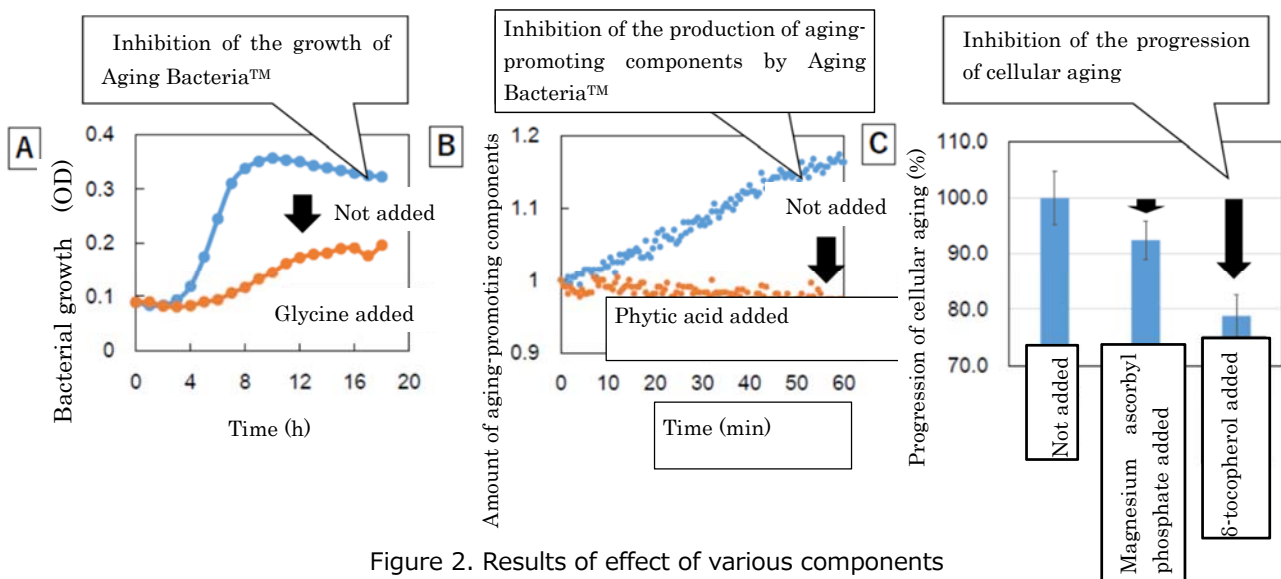 Inhibition of the growth of
Aging Bacteria™
Inhibition of the production of aging-
promoting components by Aging
Bacteria™
Inhibition of the progression
of cellular aging
A
Bacterial growth (OD)
0.4
0.3
0.2
0.1
0
Not added
Glycine added
0 4 8 12 16 20
Time (h)
B
Amount of aging-promoting components
1.2
1.1
1
0.9
Not added
Phytic acid added
0 10 20 30 40 50 60
Time (min)
C
Progression of cellular aging (%)
110.0
100.0
90.0
80.0
70.0
Not added
Magnesium ascorbyl
phosphate added
δ-tocopherol added
Figure 2. Results of effect of various components